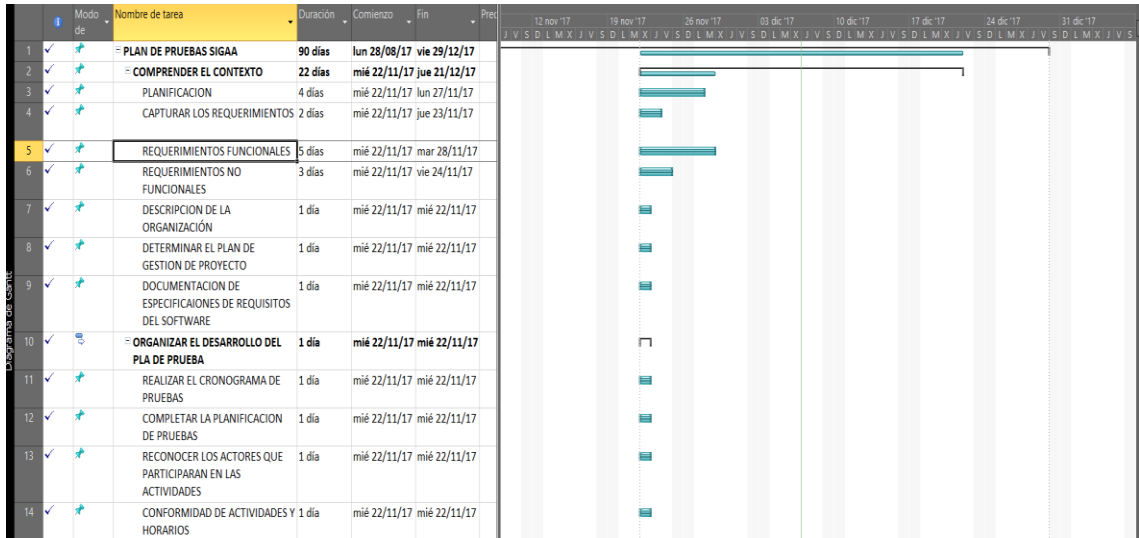 Modo de Nombre de tarea Duración Comienzo Fin Pred
12 nov '17 19 nov '17 26 nov '17 03 dic '17 10 dic '17 17 dic '17 24 dic '17 31 dic '17
J V S D L M X J V S D L M X J V S D L M X J V S D L M X J V S D L M X J V S D L M X J V S D L M X J V S D L M X J V S
1 PLAN DE PRUEBAS SIGAA 90 días lun 28/08/17 vie 29/12/17
2 COMPRENDER EL CONTEXTO 22 días mié 22/11/17 jue 21/12/17
3 PLANIFICACION 4 días mié 22/11/17 lun 27/11/17
4 CAPTURAR LOS REQUERIMIENTOS 2 días mié 22/11/17 jue 23/11/17
5 REQUERIMIENTOS FUNCIONALES 5 días mié 22/11/17 mar 28/11/17
6 REQUERIMIENTOS NO 3 días mié 22/11/17 vie 24/11/17
FUNCIONALES
7 DESCRIPCION DE LA 1 día mié 22/11/17 mié 22/11/17
ORGANIZACIÓN
8 DETERMINAR EL PLAN DE 1 día mié 22/11/17 mié 22/11/17
GESTION DE PROYECTO
9 DOCUMENTACION DE 1 día mié 22/11/17 mié 22/11/17
ESPECIFICAIONES DE REQUISITOS
DEL SOFTWARE
10 ORGANIZAR EL DESARROLLO DEL 1 día mié 22/11/17 mié 22/11/17
PLA DE PRUEBA
11 REALIZAR EL CRONOGRAMA DE 1 día mié 22/11/17 mié 22/11/17
PRUEBAS
12 COMPLETAR LA PLANIFICACION 1 día mié 22/11/17 mié 22/11/17
DE PRUEBAS
13 RECONOCER LOS ACTORES QUE 1 día mié 22/11/17 mié 22/11/17
PARTICIPARAN EN LAS
ACTIVIDADES
14 CONFORMIDAD DE ACTIVIDADES Y 1 día mié 22/11/17 mié 22/11/17
HORARIOS
Diagrama de Gantt